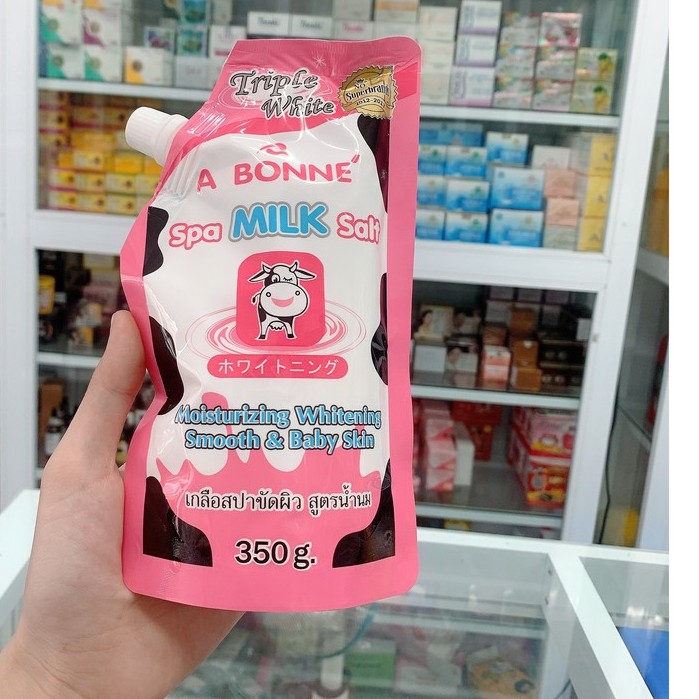 Triple
White
Superbrands
A BONNE'
Spa MILK Salt
ホワイトニング
Moisturizing Whitening
Smooth & Baby Skin
เกลือสปาขัดผิว สูตรน้ำนม
350 g.